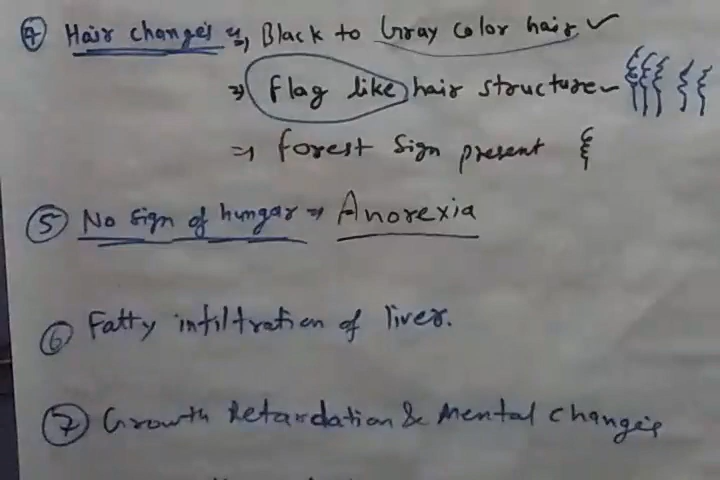 ④ Hair changes ⇒, Black to Gray color hair ✓
⇒ Flag like hair structure
⇒ forest sign present
⑤ No sign of hungar ⇒ Anorexia
⑥ Fatty infiltration of liver.
⑦ Growth Retardation & Mental changes